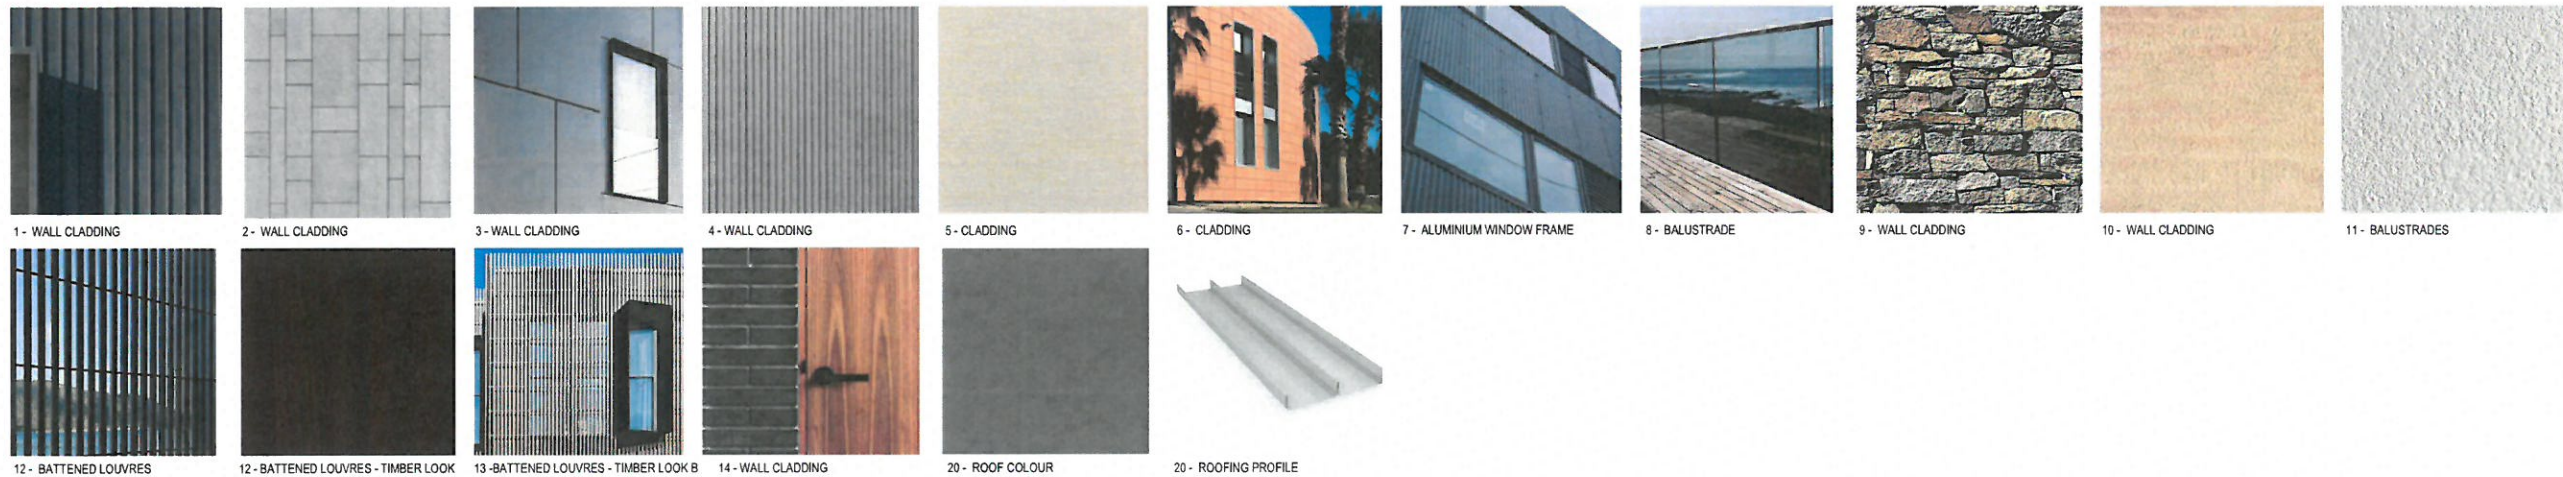 1 - WALL CLADDING
2 - WALL CLADDING
3 - WALL CLADDING
4 - WALL CLADDING
5 - CLADDING
6 - CLADDING
7 - ALUMINIUM WINDOW FRAME
8 - BALUSTRADE
9 - WALL CLADDING
10 - WALL CLADDING
11 - BALUSTRADES
12 - BATTENED LOUVRES
12 - BATTENED LOUVRES - TIMBER LOOK
13 -BATTENED LOUVRES - TIMBER LOOK B
14 - WALL CLADDING
20 - ROOF COLOUR
20 - ROOFING PROFILE